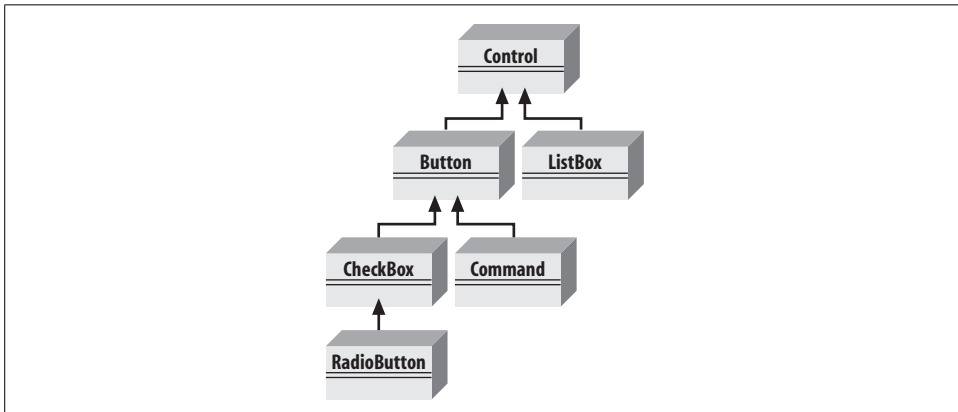 Control
Button
ListBox
CheckBox
Command
RadioButton